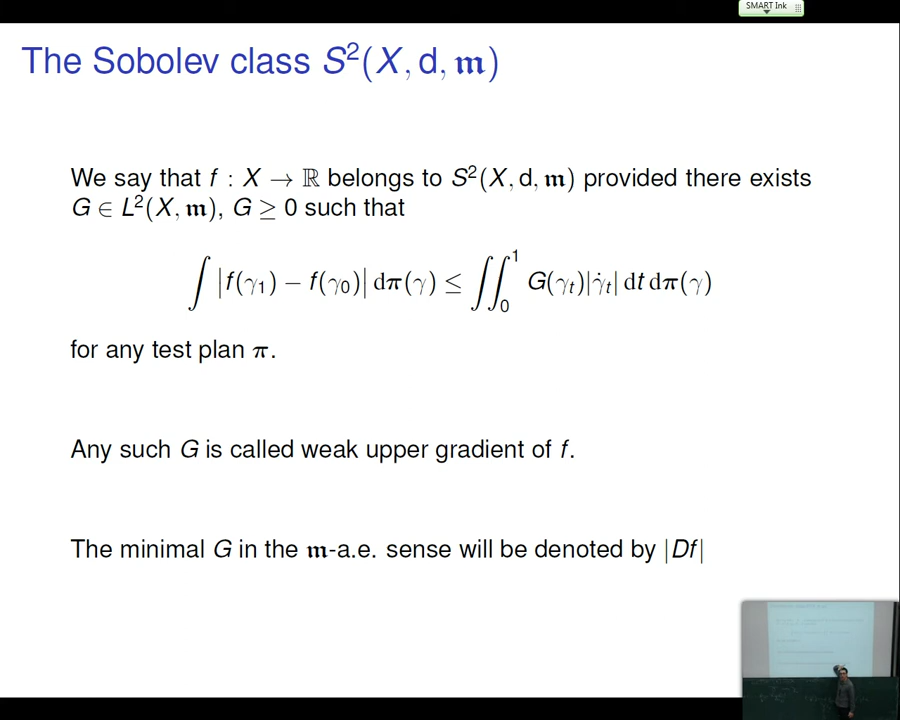 SMART Ink
The Sobolev class S²(X, d, 𝔪)
We say that f : X → ℝ belongs to S²(X, d, 𝔪) provided there exists
G ∈ L²(X, 𝔪), G ≥ 0 such that
∫ |f(γ₁) − f(γ₀)| dπ(γ) ≤ ∫∫₀¹ G(γₜ)|γ̇ₜ| dt dπ(γ)
for any test plan π.
Any such G is called weak upper gradient of f.
The minimal G in the 𝔪-a.e. sense will be denoted by |Df|